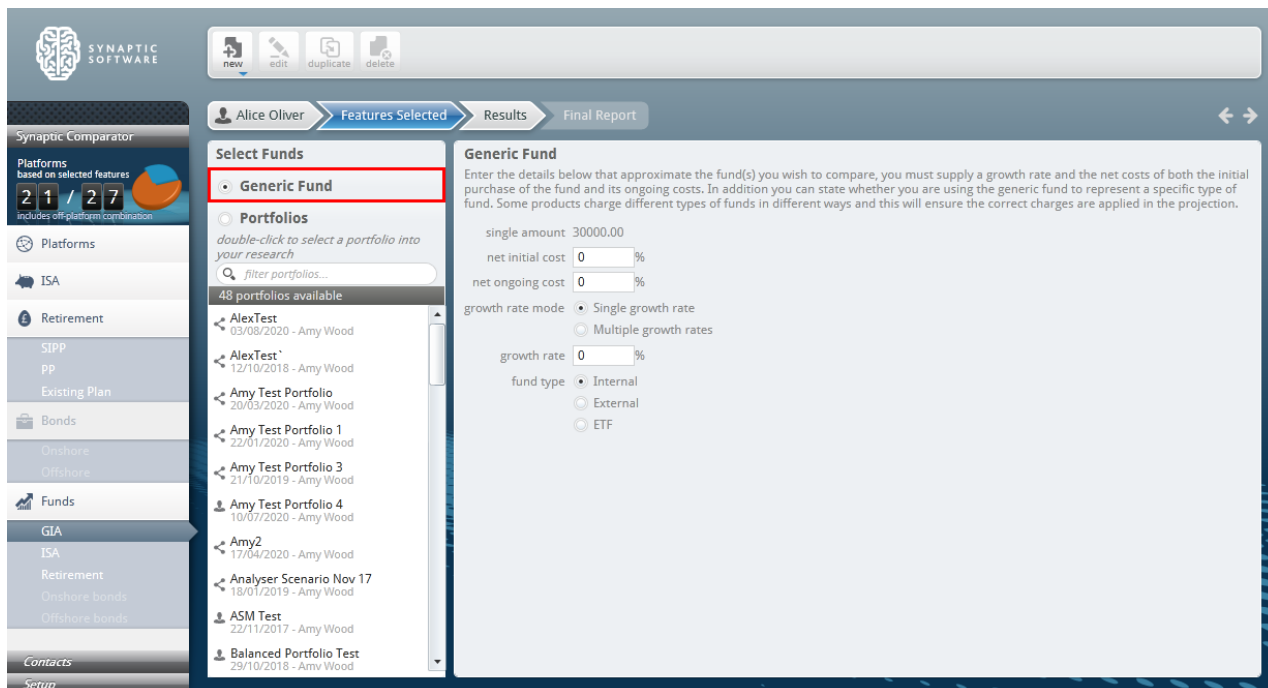 SYNAPTIC
SOFTWARE
new
edit
duplicate
delete
Alice Oliver
Features Selected
Results
Final Report
Synaptic Comparator
Platforms
based on selected features
2 1 / 2 7
includes off-platform combination
Platforms
ISA
Retirement
SIPP
PP
Existing Plan
Bonds
Onshore
Offshore
Funds
GIA
ISA
Retirement
Onshore bonds
Offshore bonds
Contacts
Setup
Select Funds
Generic Fund
Portfolios
double-click to select a portfolio into
your research
filter portfolios...
48 portfolios available
AlexTest
03/08/2020 - Amy Wood
AlexTest`
12/10/2018 - Amy Wood
Amy Test Portfolio
20/03/2020 - Amy Wood
Amy Test Portfolio 1
22/01/2020 - Amy Wood
Amy Test Portfolio 3
21/10/2019 - Amy Wood
Amy Test Portfolio 4
10/07/2020 - Amy Wood
Amy2
17/04/2020 - Amy Wood
Analyser Scenario Nov 17
18/01/2019 - Amy Wood
ASM Test
22/11/2017 - Amy Wood
Balanced Portfolio Test
29/10/2018 - Amy Wood
Generic Fund
Enter the details below that approximate the fund(s) you wish to compare, you must supply a growth rate and the net costs of both the initial
purchase of the fund and its ongoing costs. In addition you can state whether you are using the generic fund to represent a specific type of
fund. Some products charge different types of funds in different ways and this will ensure the correct charges are applied in the projection.
single amount 30000.00
net initial cost 0 %
net ongoing cost 0 %
growth rate mode Single growth rate
Multiple growth rates
growth rate 0 %
fund type Internal
External
ETF